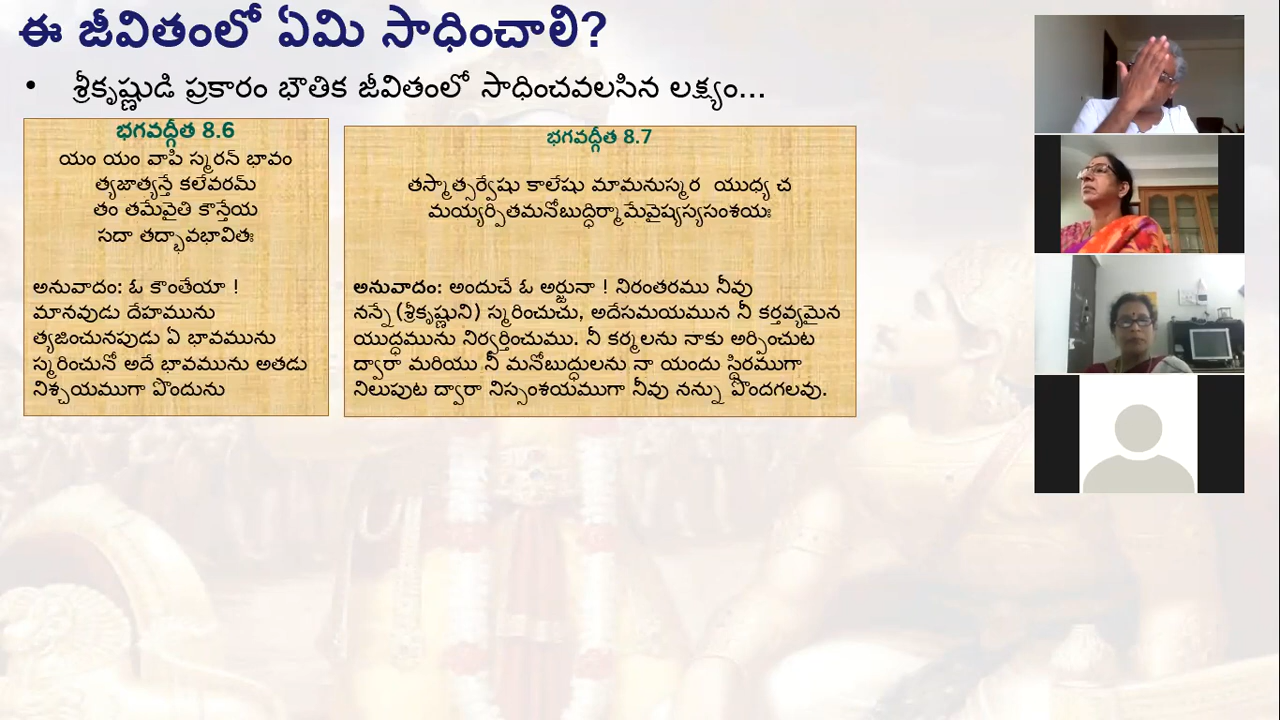 ఈ జీవితంలో ఏమి సాధించాలి?
• శ్రీకృష్ణుడి ప్రకారం భౌతిక జీవితంలో సాధించవలసిన లక్ష్యం...
భగవద్గీత 8.6
యం యం వాపి స్మరన్ భావం
త్యజాత్యన్తే కలేవరమ్
తం తమేవైతి కౌన్తేయ
సదా తద్భావభావితః
అనువాదం: ఓ కౌంతేయా !
మానవుడు దేహమును
త్యజించునపుడు ఏ భావమును
స్మరించునో అదే భావమును అతడు
నిశ్చయముగా పొందును
భగవద్గీత 8.7
తస్మాత్సర్వేషు కాలేషు మామనుస్మర యుధ్య చ
మయ్యర్పితమనోబుద్ధిర్మామేవైష్యస్యసంశయః
అనువాదం: అందుచే ఓ అర్జునా ! నిరంతరము నీవు
నన్నే (శ్రీకృష్ణుని) స్మరించుచు, అదేసమయమున నీ కర్తవ్యమైన
యుద్ధమును నిర్వర్తించుము. నీ కర్మలను నాకు అర్పించుట
ద్వారా మరియు నీ మనోబుద్ధులను నా యందు స్థిరముగా
నిలుపుట ద్వారా నిస్సంశయముగా నీవు నన్ను పొందగలవు.